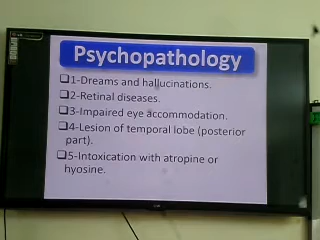 Psychopathology
1-Dreams and hallucinations.
2-Retinal diseases.
3-Impaired eye accommodation.
4-Lesion of temporal lobe (posterior
part).
5-Intoxication with atropine or
hyosine.